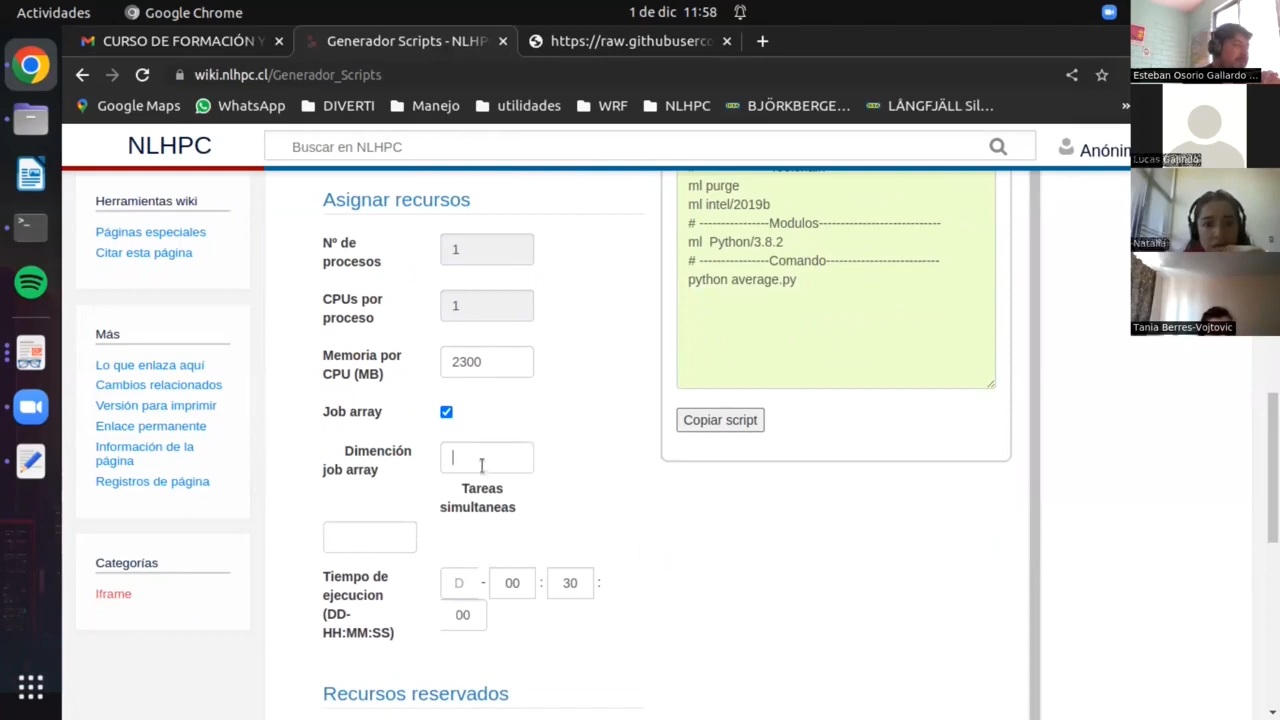 Actividades
Google Chrome
1 de dic 11:58
CURSO DE FORMACIÓN Y
Generador Scripts - NLHP
https://raw.githubuserco
wiki.nlhpc.cl/Generador_Scripts
Google Maps
WhatsApp
DIVERTI
Manejo
utilidades
WRF
NLHPC
BJÖRKBERGE...
LÅNGFJÄLL Sil...
»
NLHPC
Buscar en NLHPC
Anónim
Herramientas wiki
Páginas especiales
Citar esta página
Más
Lo que enlaza aquí
Cambios relacionados
Versión para imprimir
Enlace permanente
Información de la
página
Registros de página
Categorías
Iframe
Asignar recursos
Nº de
procesos
1
CPUs por
proceso
1
Memoria por
CPU (MB)
2300
Job array
Dimención
job array
Tareas
simultaneas
Tiempo de
ejecucion
(DD-
HH:MM:SS)
D - 00 : 30 :
00
Recursos reservados
ml purge
ml intel/2019b
# ----------------Modulos----------------------------
ml Python/3.8.2
# ----------------Comando--------------------------
python average.py
Copiar script
Esteban Osorio Gallardo ...
Lucas Galindo
Natalia
Tania Berres-Vojtovic